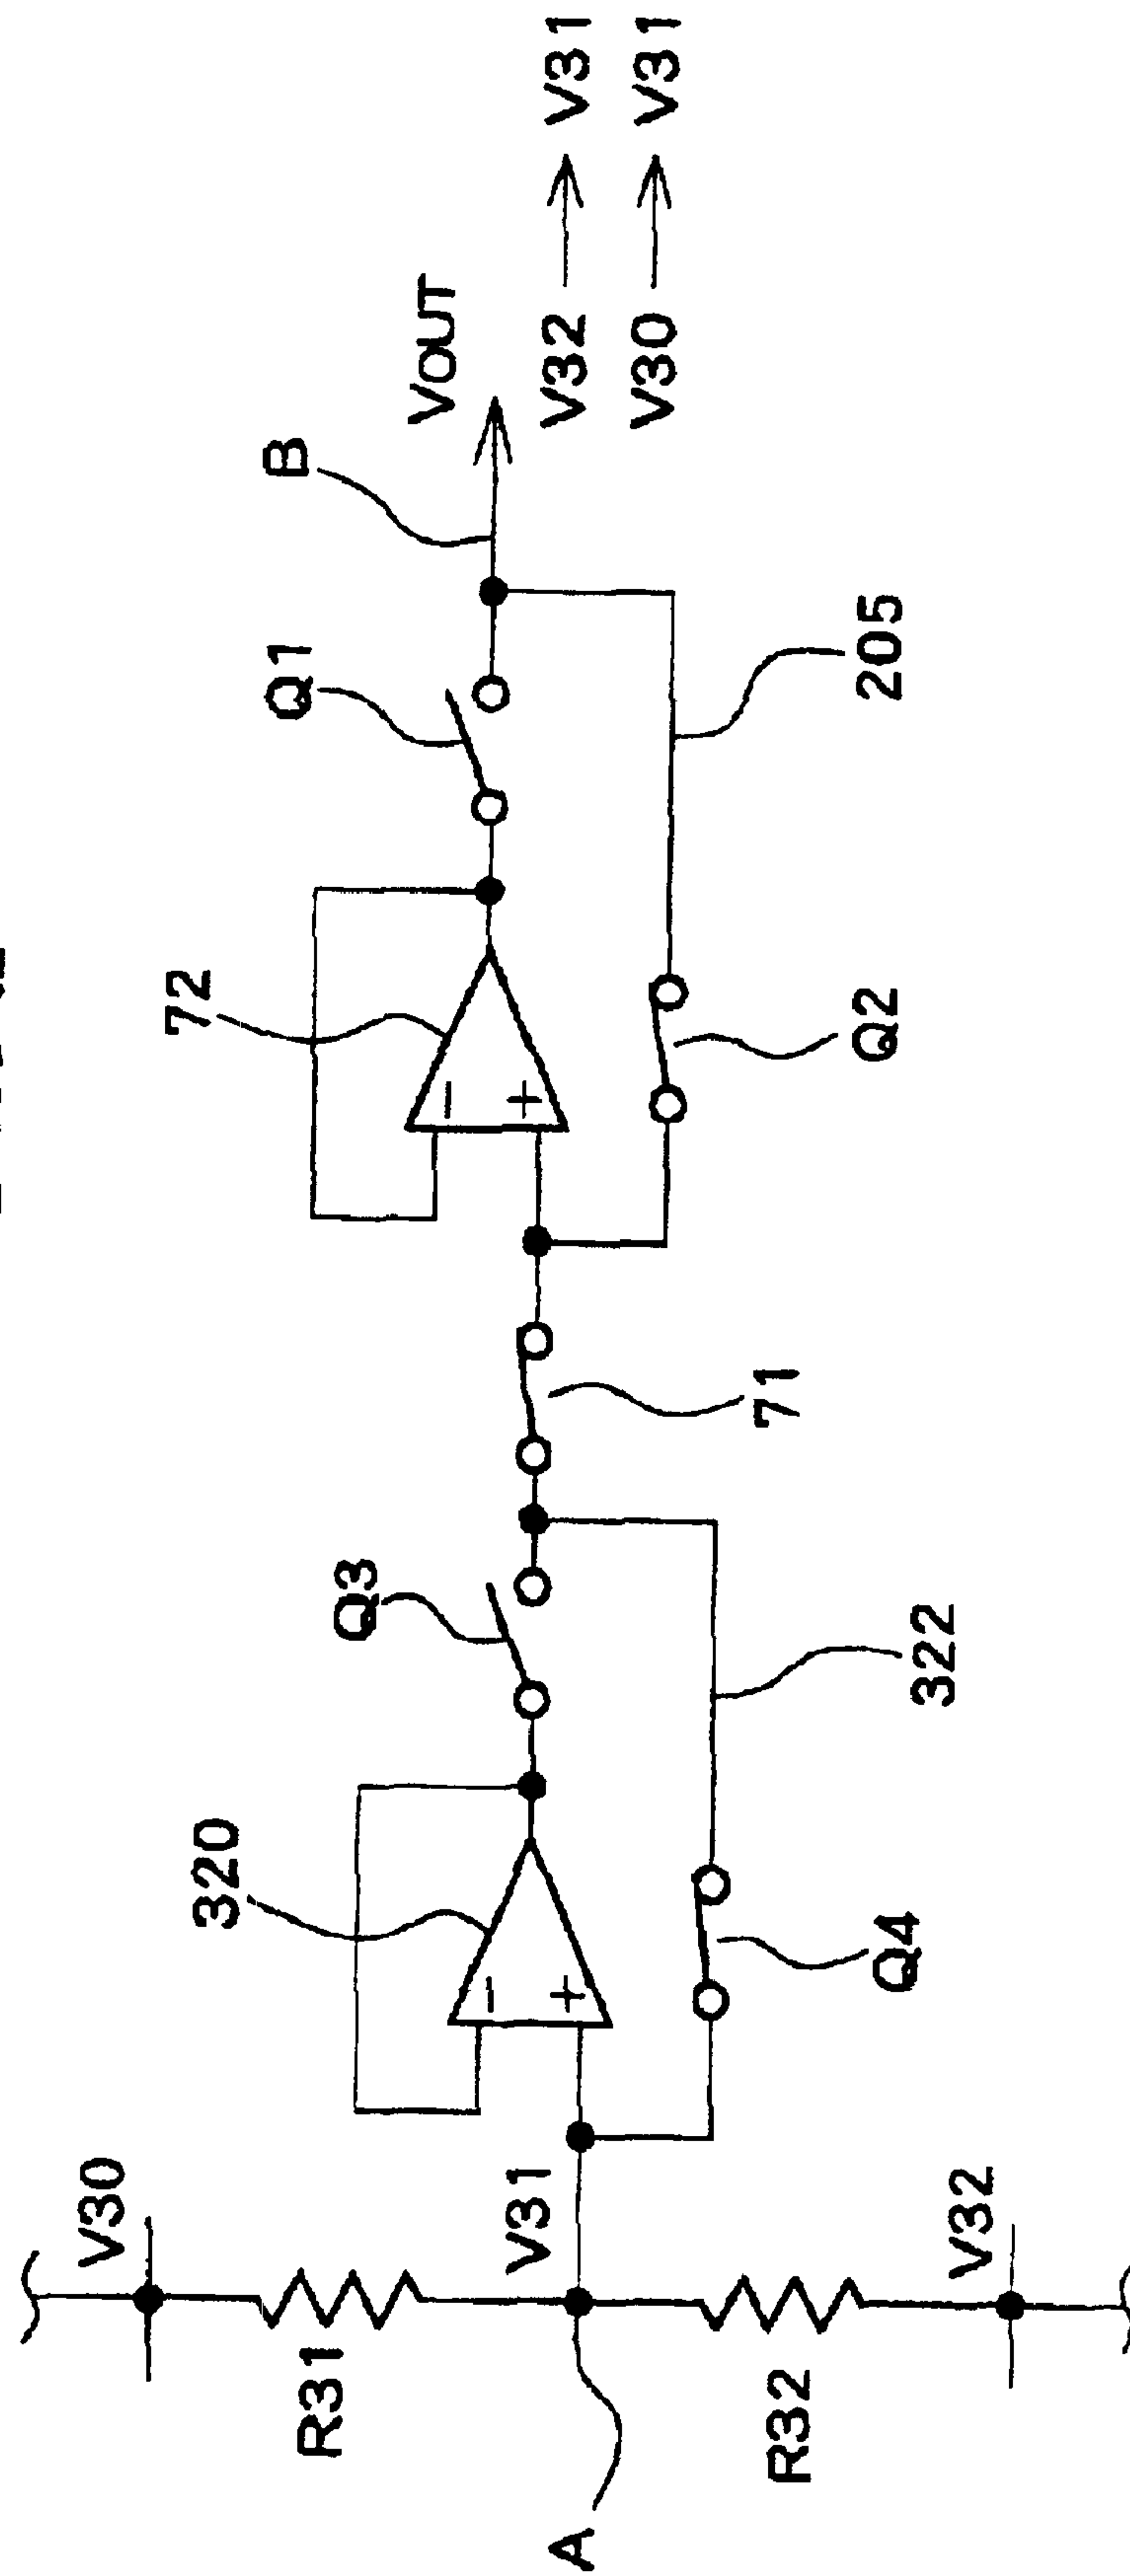 V30
R31
A
V31
R32
V32
320
Q3
Q4
322
71
72
Q1
Q2
205
B
VOUT
V32 → V31
V30 → V31
- +
- +